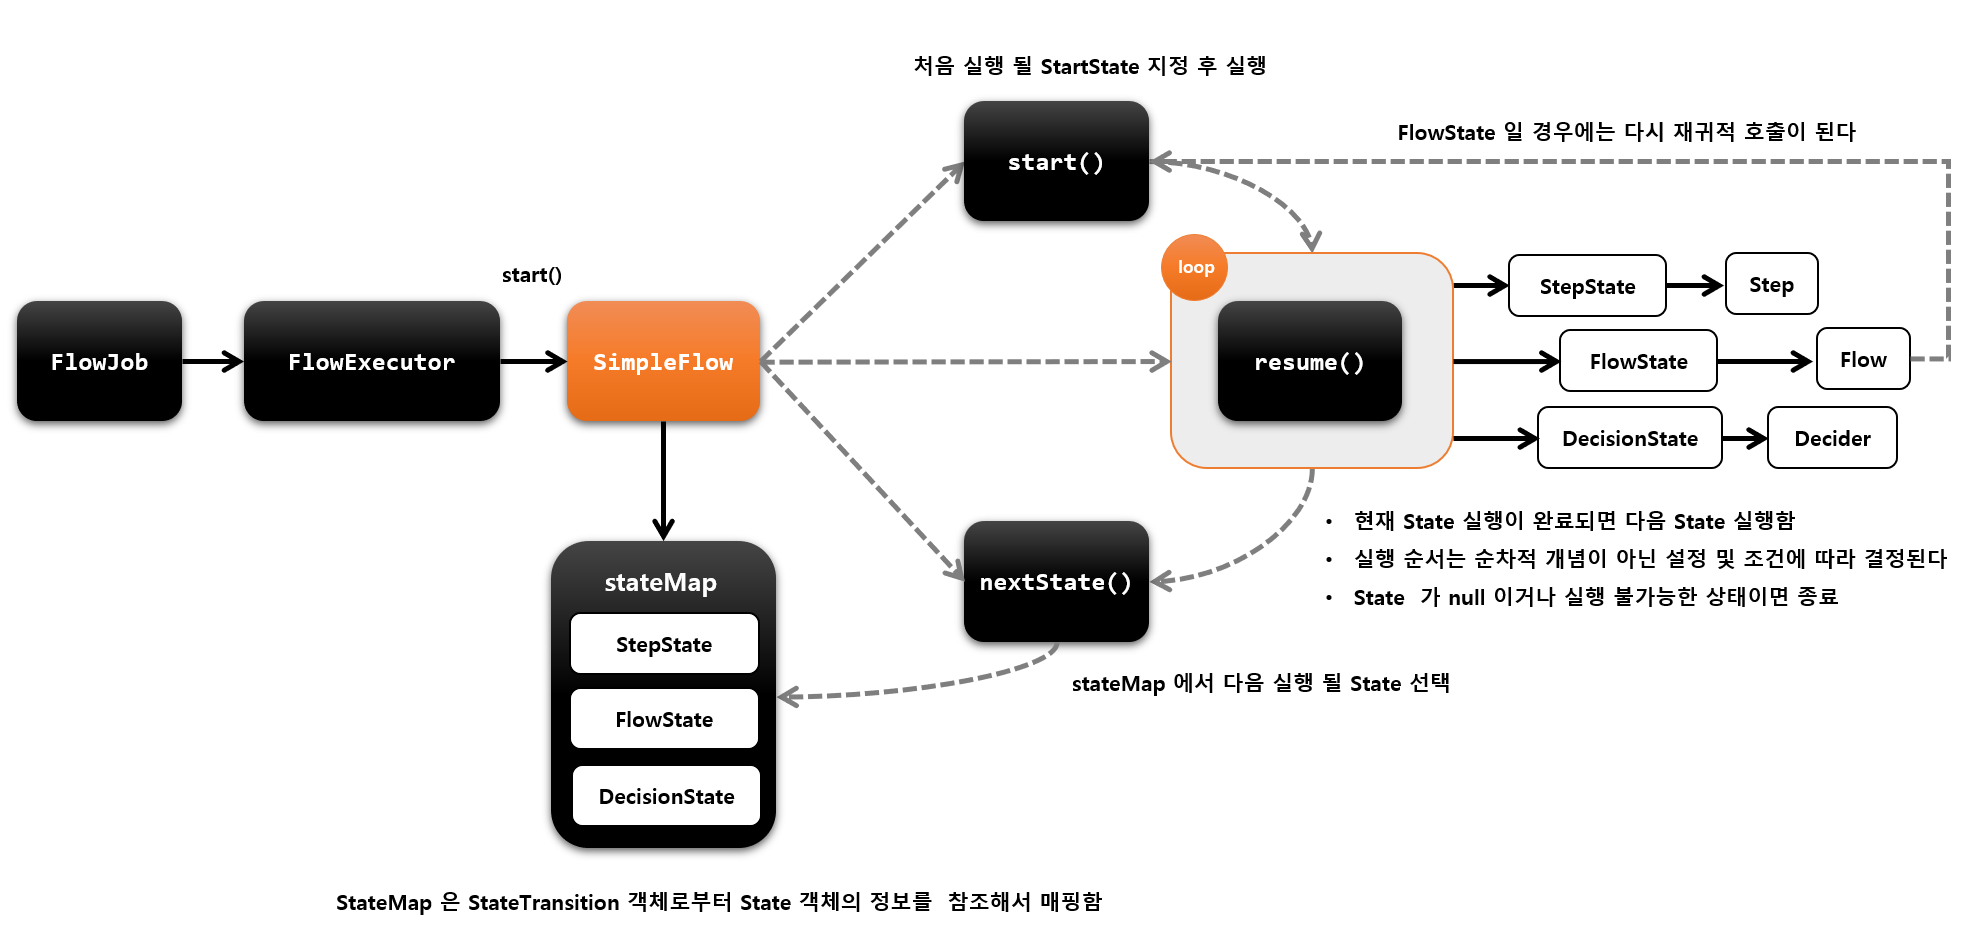 처음 실행 될 StartState 지정 후 실행
FlowState 일 경우에는 다시 재귀적 호출이 된다
start()
start()
loop
FlowJob
FlowExecutor
SimpleFlow
resume()
StepState
Step
FlowState
Flow
DecisionState
Decider
• 현재 State 실행이 완료되면 다음 State 실행함
• 실행 순서는 순차적 개념이 아닌 설정 및 조건에 따라 결정된다
• State 가 null 이거나 실행 불가능한 상태이면 종료
nextState()
stateMap 에서 다음 실행 될 State 선택
stateMap
StepState
FlowState
DecisionState
StateMap 은 StateTransition 객체로부터 State 객체의 정보를 참조해서 매핑함